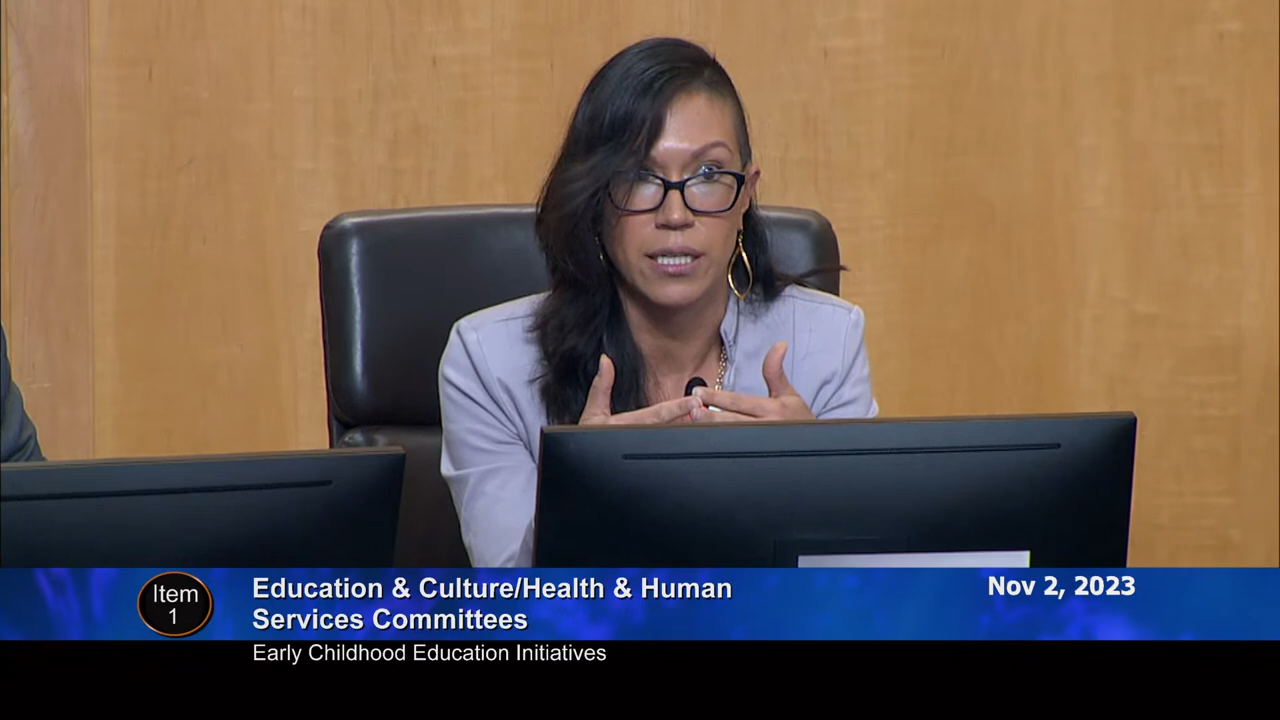 Item
1
Education & Culture/Health & Human
Services Committees
Nov 2, 2023
Early Childhood Education Initiatives